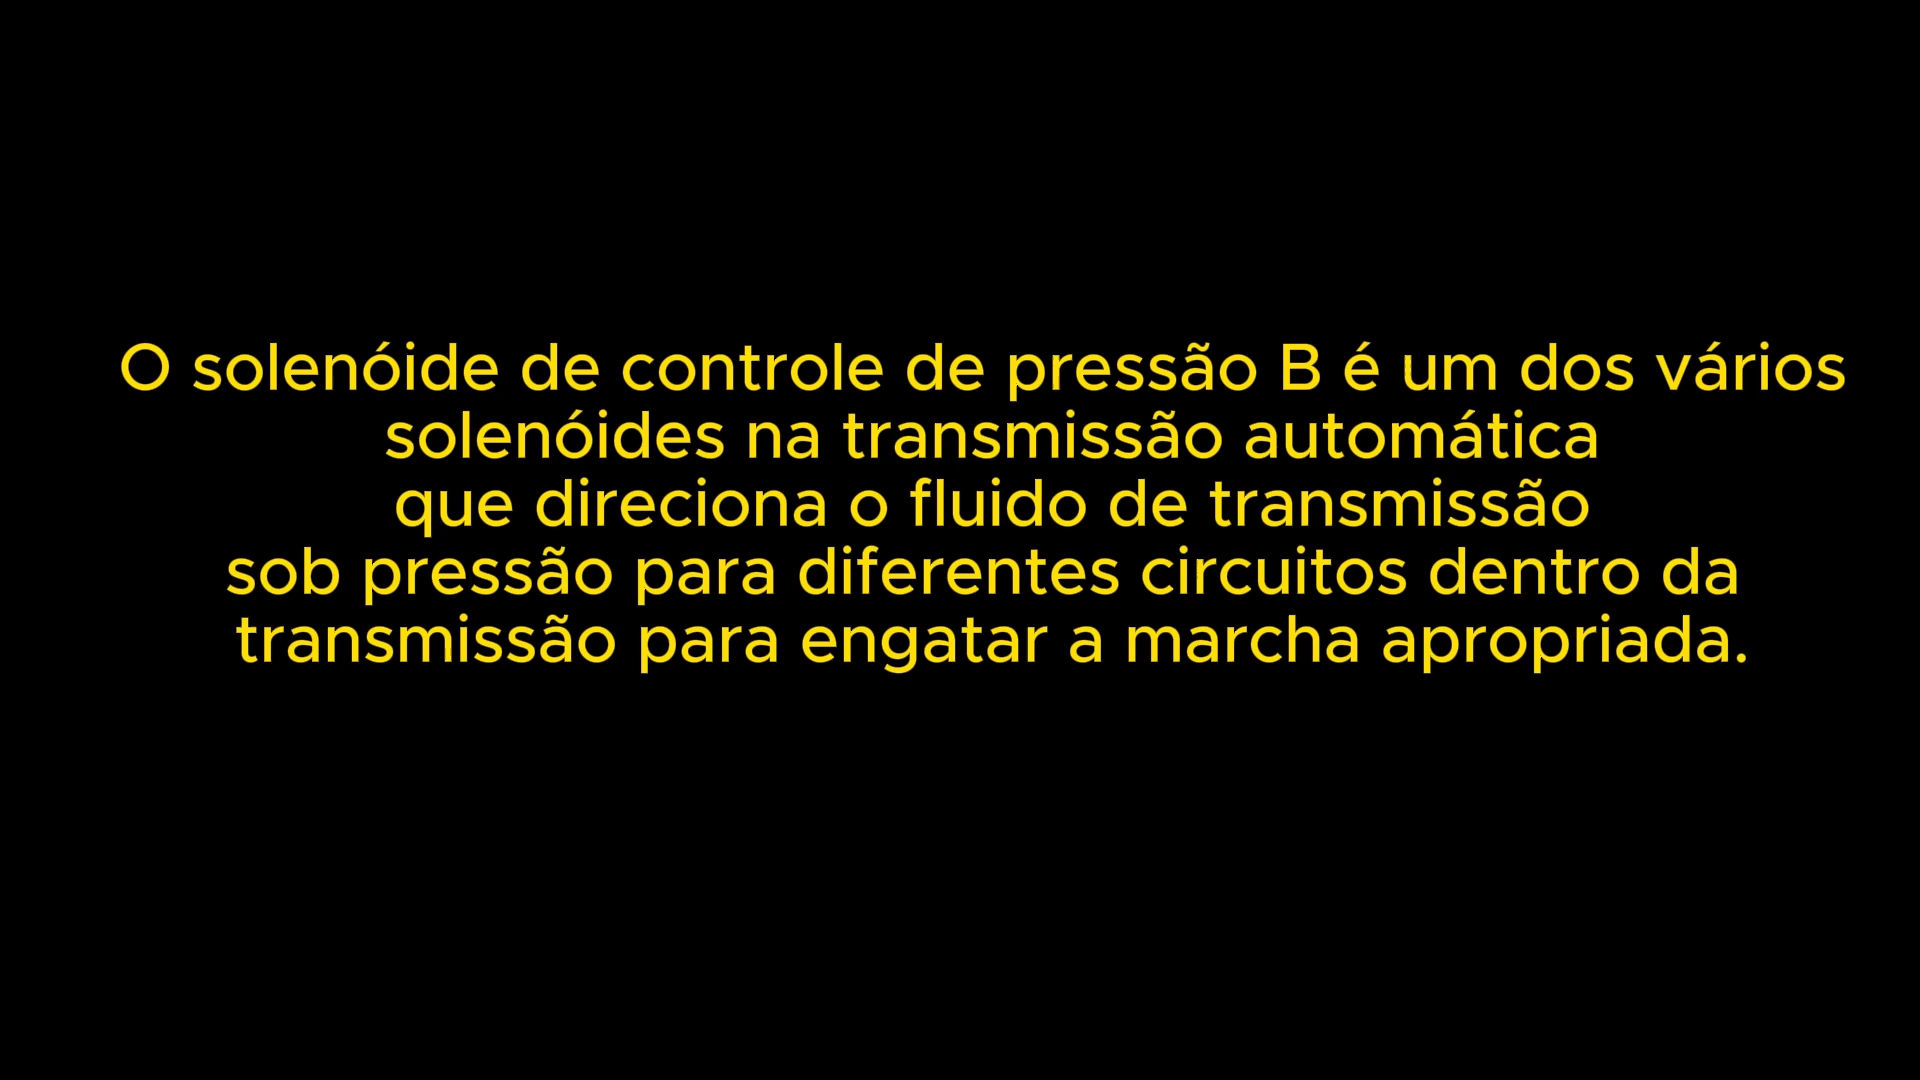 O solenóide de controle de pressão B é um dos vários
solenóides na transmissão automática
que direciona o fluido de transmissão
sob pressão para diferentes circuitos dentro da
transmissão para engatar a marcha apropriada.